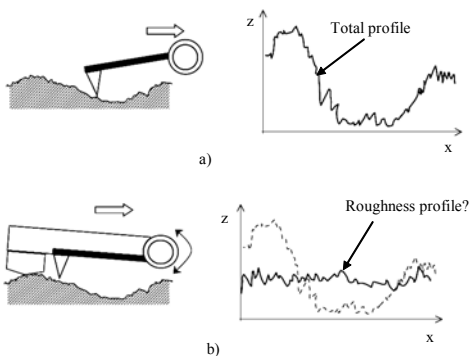 z
Total profile
x
a)
Roughness profile?
z
x
b)